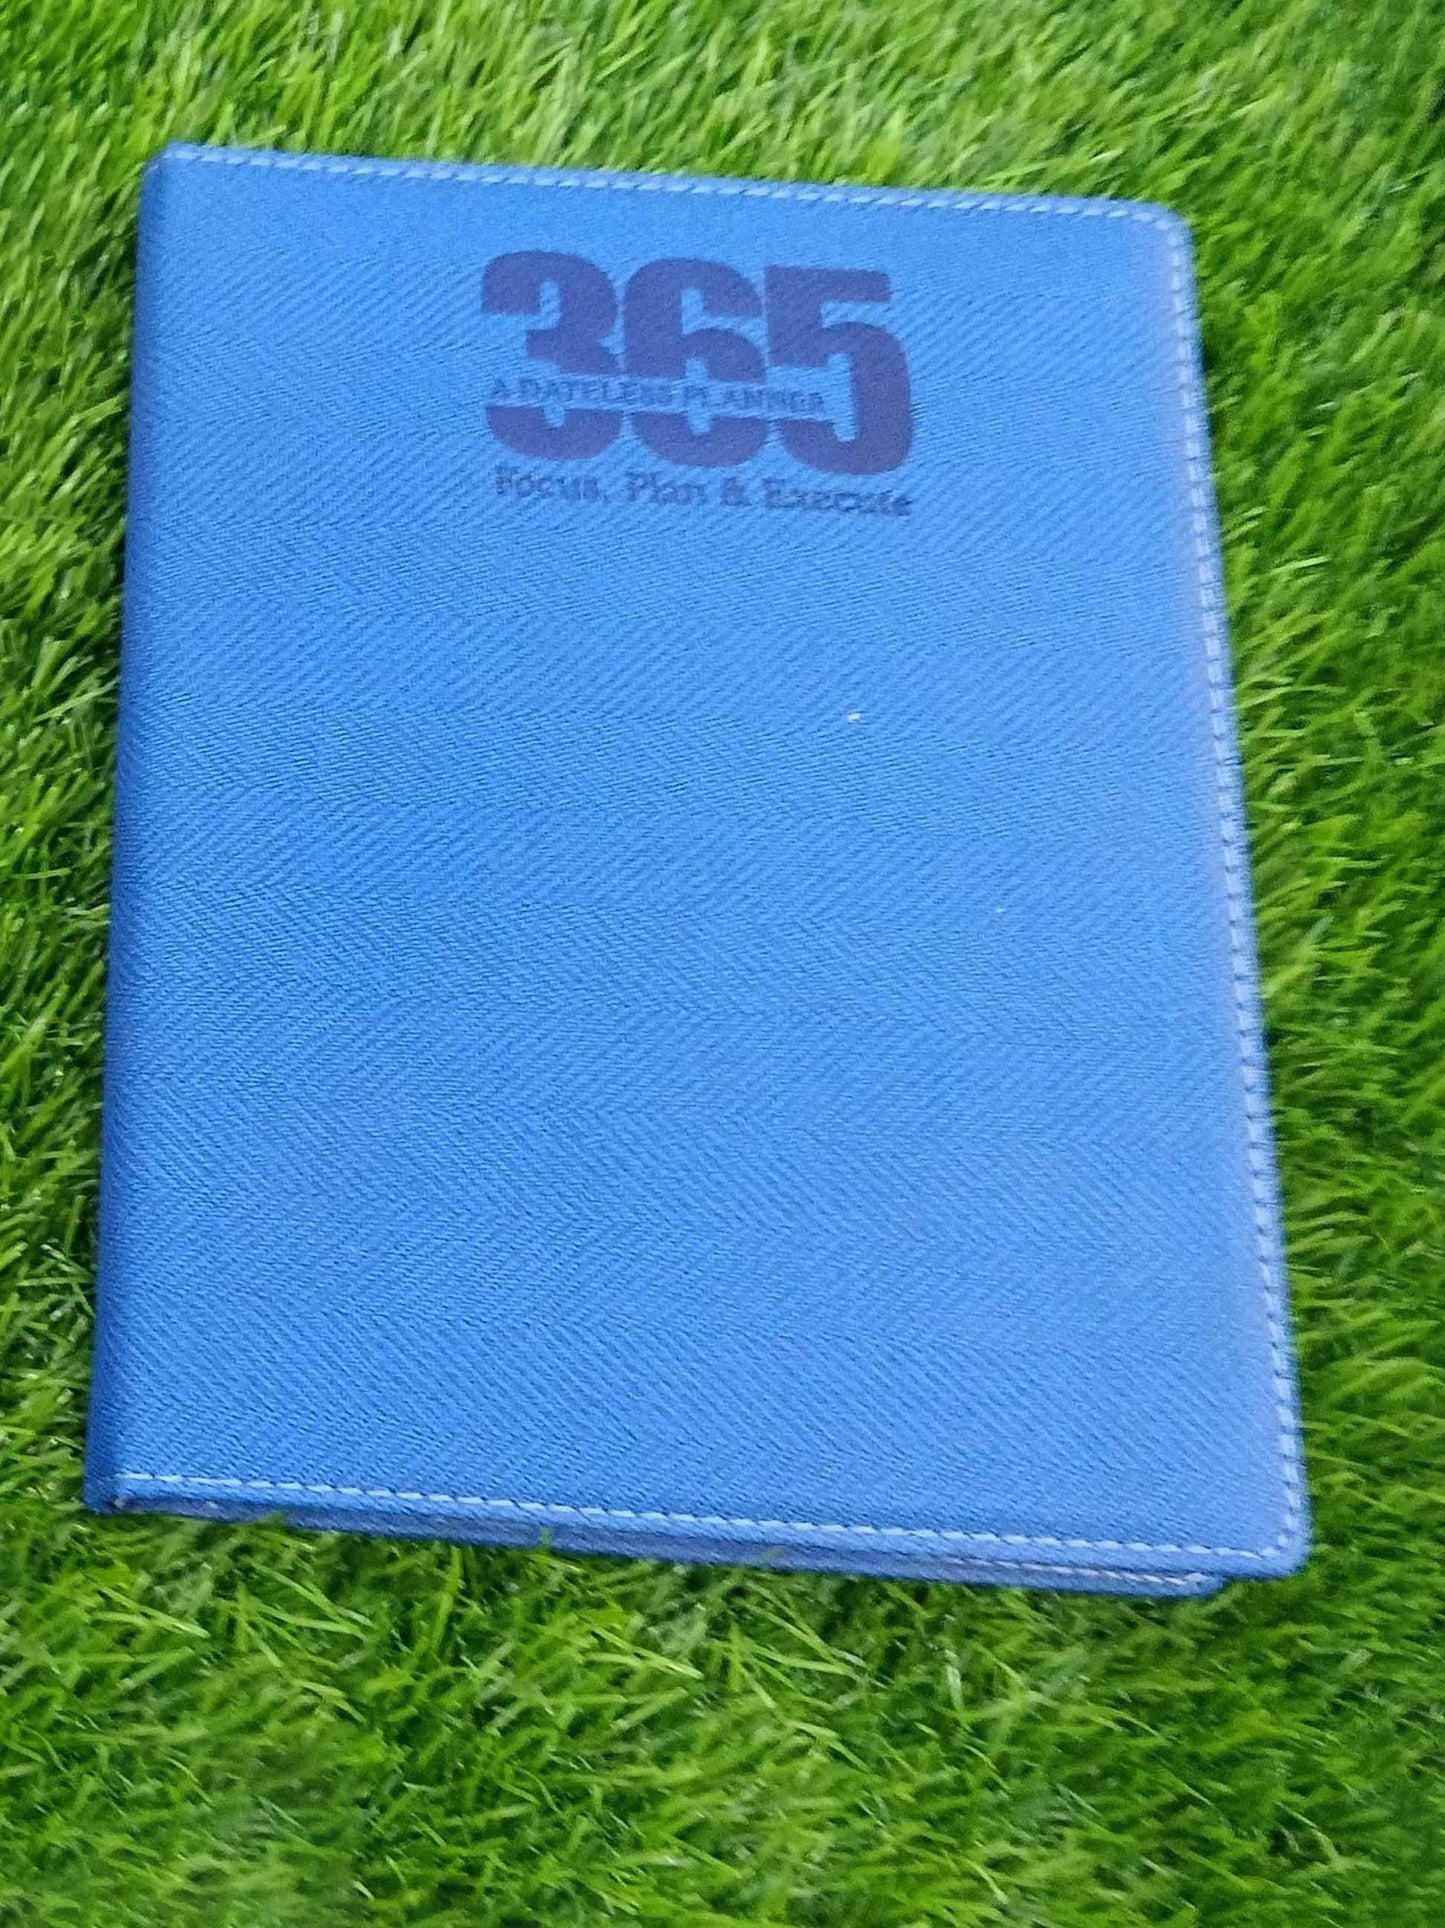 365
A DATELESS PLANNER
Focus, Plan & Execute